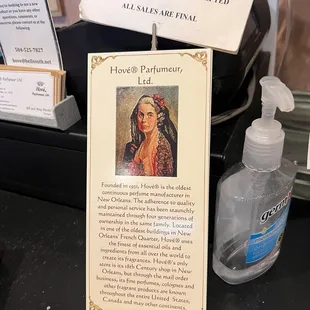 ALL SALES ARE FINAL
comments, please
504-525-7827
Hové® Parfumeur,
Ltd.
Founded in 1931, Hové® is the oldest
continuous perfume manufacturer in
New Orleans. The adherence to quality
and personal service has been staunchly
maintained through four generations of
ownership in the same family. Located
in one of the oldest buildings in New
Orleans' French Quarter, Hové® uses
the finest of essential oils and
ingredients from all over the world to
create its fragrances. Hové®'s only
store is its 18th Century shop in New
Orleans, but through the mail order
business, its fine perfumes, colognes and
other fragrant products are known
throughout the entire United States,
Canada and may other continents.
germ